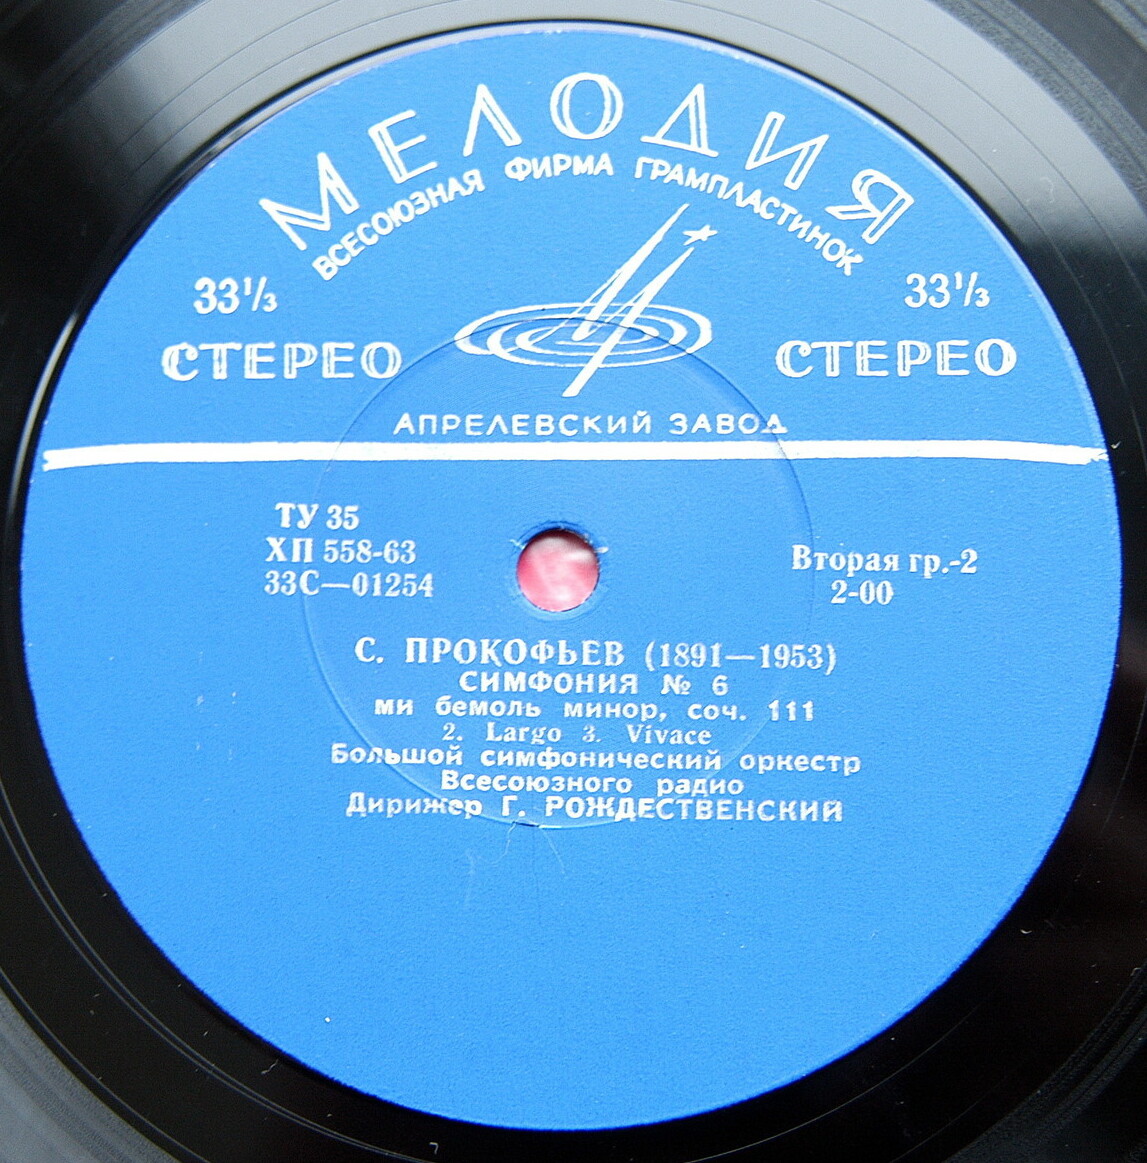 МЕЛОДИЯ
ВСЕСОЮЗНАЯ ФИРМА ГРАМПЛАСТИНОК
33⅓ 33⅓
СТЕРЕО СТЕРЕО
АПРЕЛЕВСКИЙ ЗАВОД
ТУ 35
ХП 558-63
33С—01254
Вторая гр.-2
2-00
С. ПРОКОФЬЕВ (1891—1953)
СИМФОНИЯ № 6
ми бемоль минор, соч. 111
2. Largo 3. Vivace
Большой симфонический оркестр
Всесоюзного радио
Дирижер Г. РОЖДЕСТВЕНСКИЙ